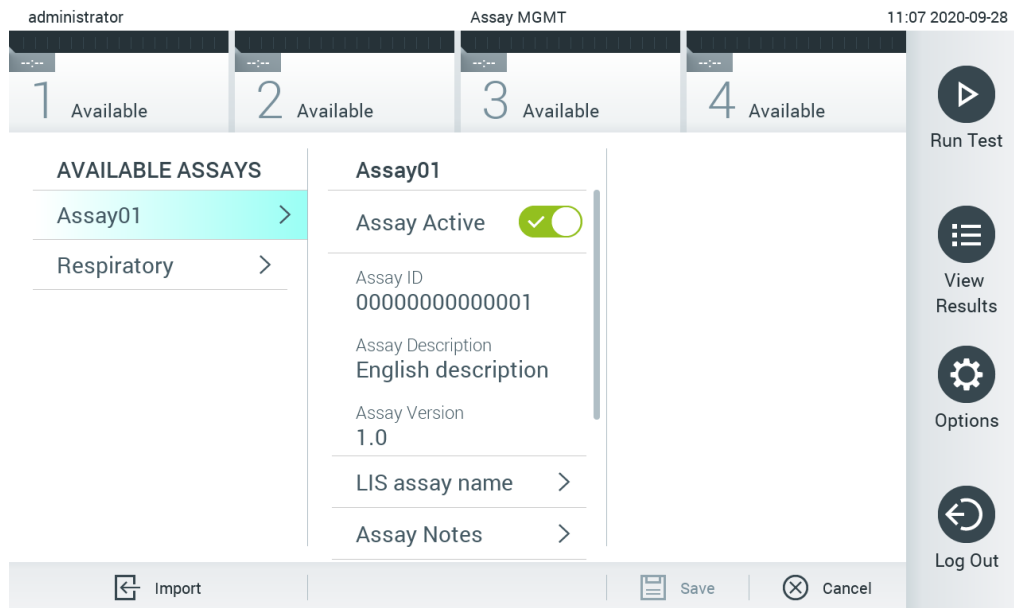 administrator
Assay MGMT
11:07 2020-09-28
--:--
--:--
--:--
--:--
1 Available
2 Available
3 Available
4 Available
AVAILABLE ASSAYS
Assay01
Respiratory
Assay01
Assay Active
Assay ID
00000000000001
Assay Description
English description
Assay Version
1.0
LIS assay name
Assay Notes
Run Test
View
Results
Options
Log Out
Import
Save
Cancel